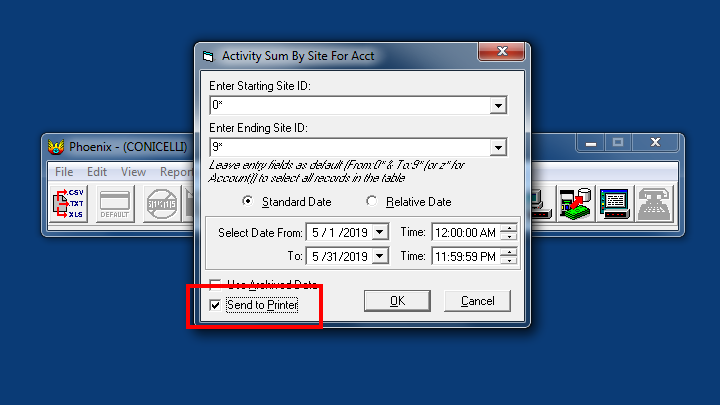 Activity Sum By Site For Acct
Enter Starting Site ID:
0*
Enter Ending Site ID:
9*
Leave entry fields as default (From:0* & To:9* (or z* for
Account)) to select all records in the table
Standard Date Relative Date
Select Date From: 5 / 1 /2019 Time: 12:00:00 AM
To: 5 /31/2019 Time: 11:59:59 PM
Use Archived Data
Send to Printer
OK Cancel
Phoenix - (CONICELLI)
File Edit View Repor
CSV
TXT
XLS
DEFAULT